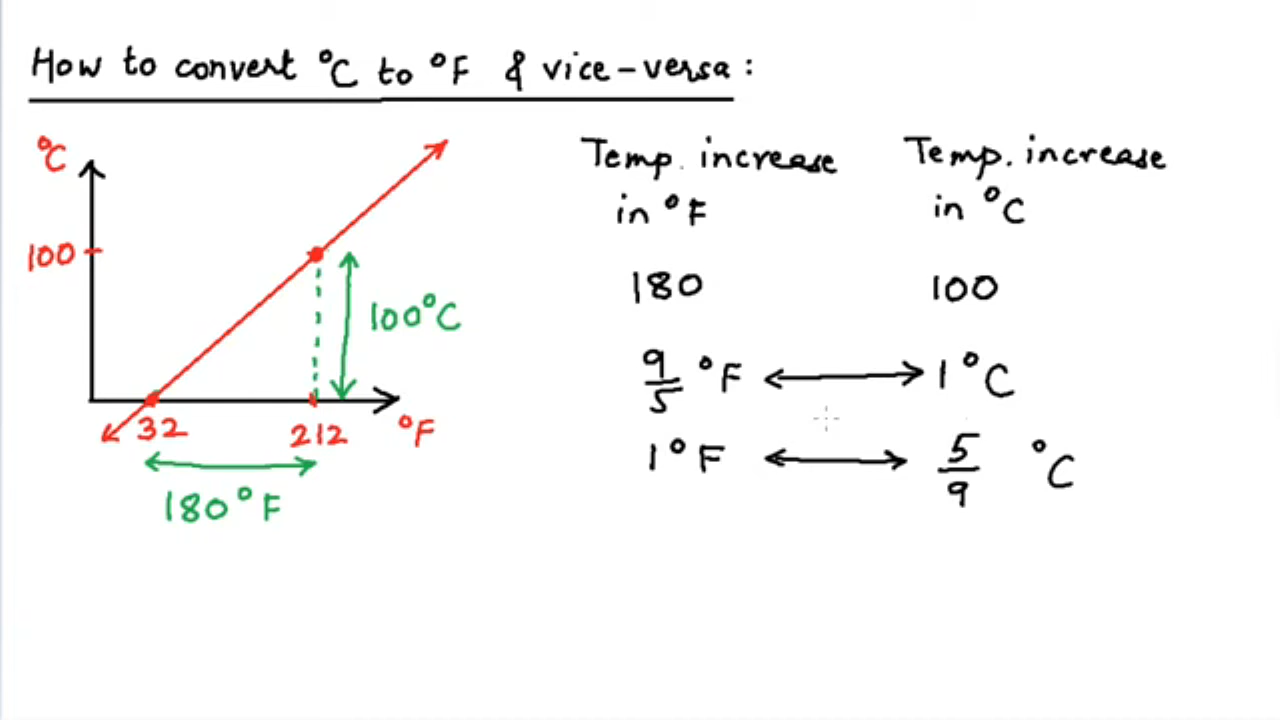 How to convert °C to °F & vice-versa:
°C
100
100°C
32
212
°F
180°F
Temp. increase in °F
Temp. increase in °C
180
100
9/5 °F ⟷ 1°C
1°F ⟷ 5/9 °C